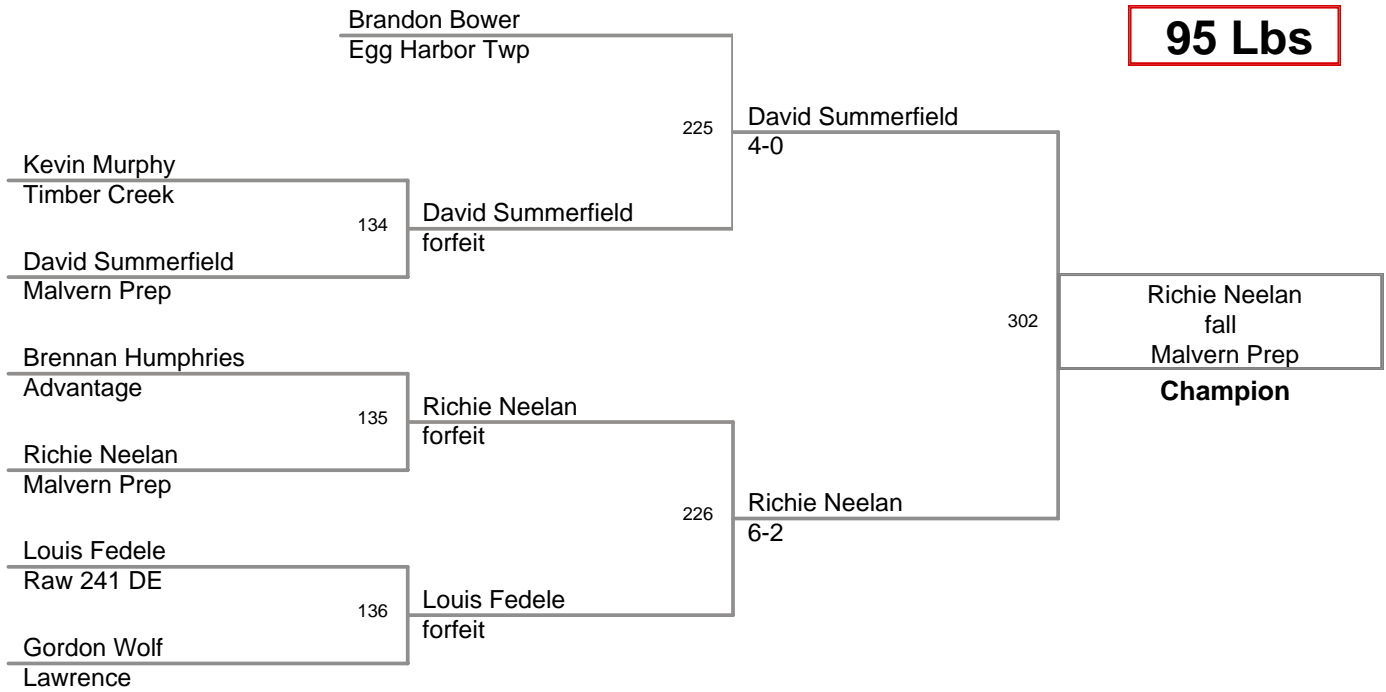 Brandon Bower
Egg Harbor Twp
95 Lbs
225
David Summerfield
4-0
Kevin Murphy
Timber Creek
134
David Summerfield
forfeit
David Summerfield
Malvern Prep
302
Richie Neelan
fall
Malvern Prep
Champion
Brennan Humphries
Advantage
135
Richie Neelan
forfeit
Richie Neelan
Malvern Prep
226
Richie Neelan
6-2
Louis Fedele
Raw 241 DE
136
Louis Fedele
forfeit
Gordon Wolf
Lawrence